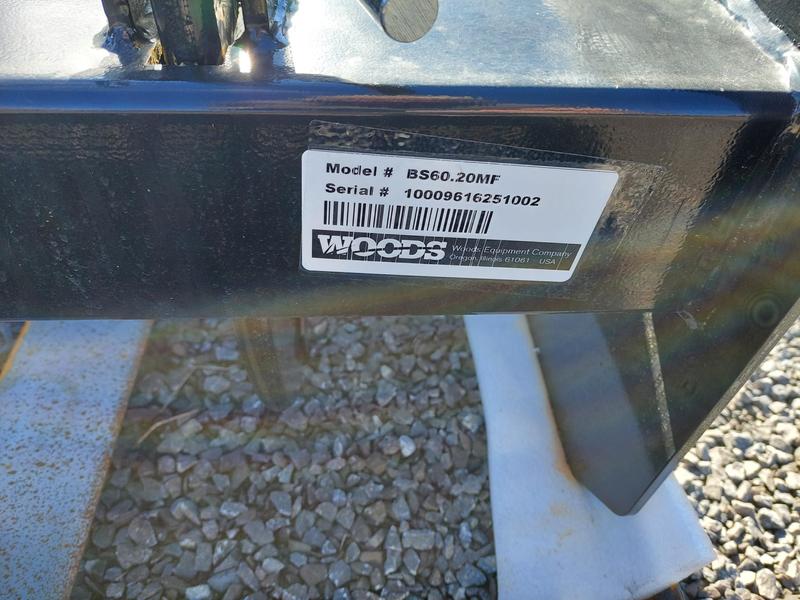 Model # BS60.20MF
Serial # 10009616251002
WOODS Woods Equipment Company
Oregon, Illinois 61061 USA